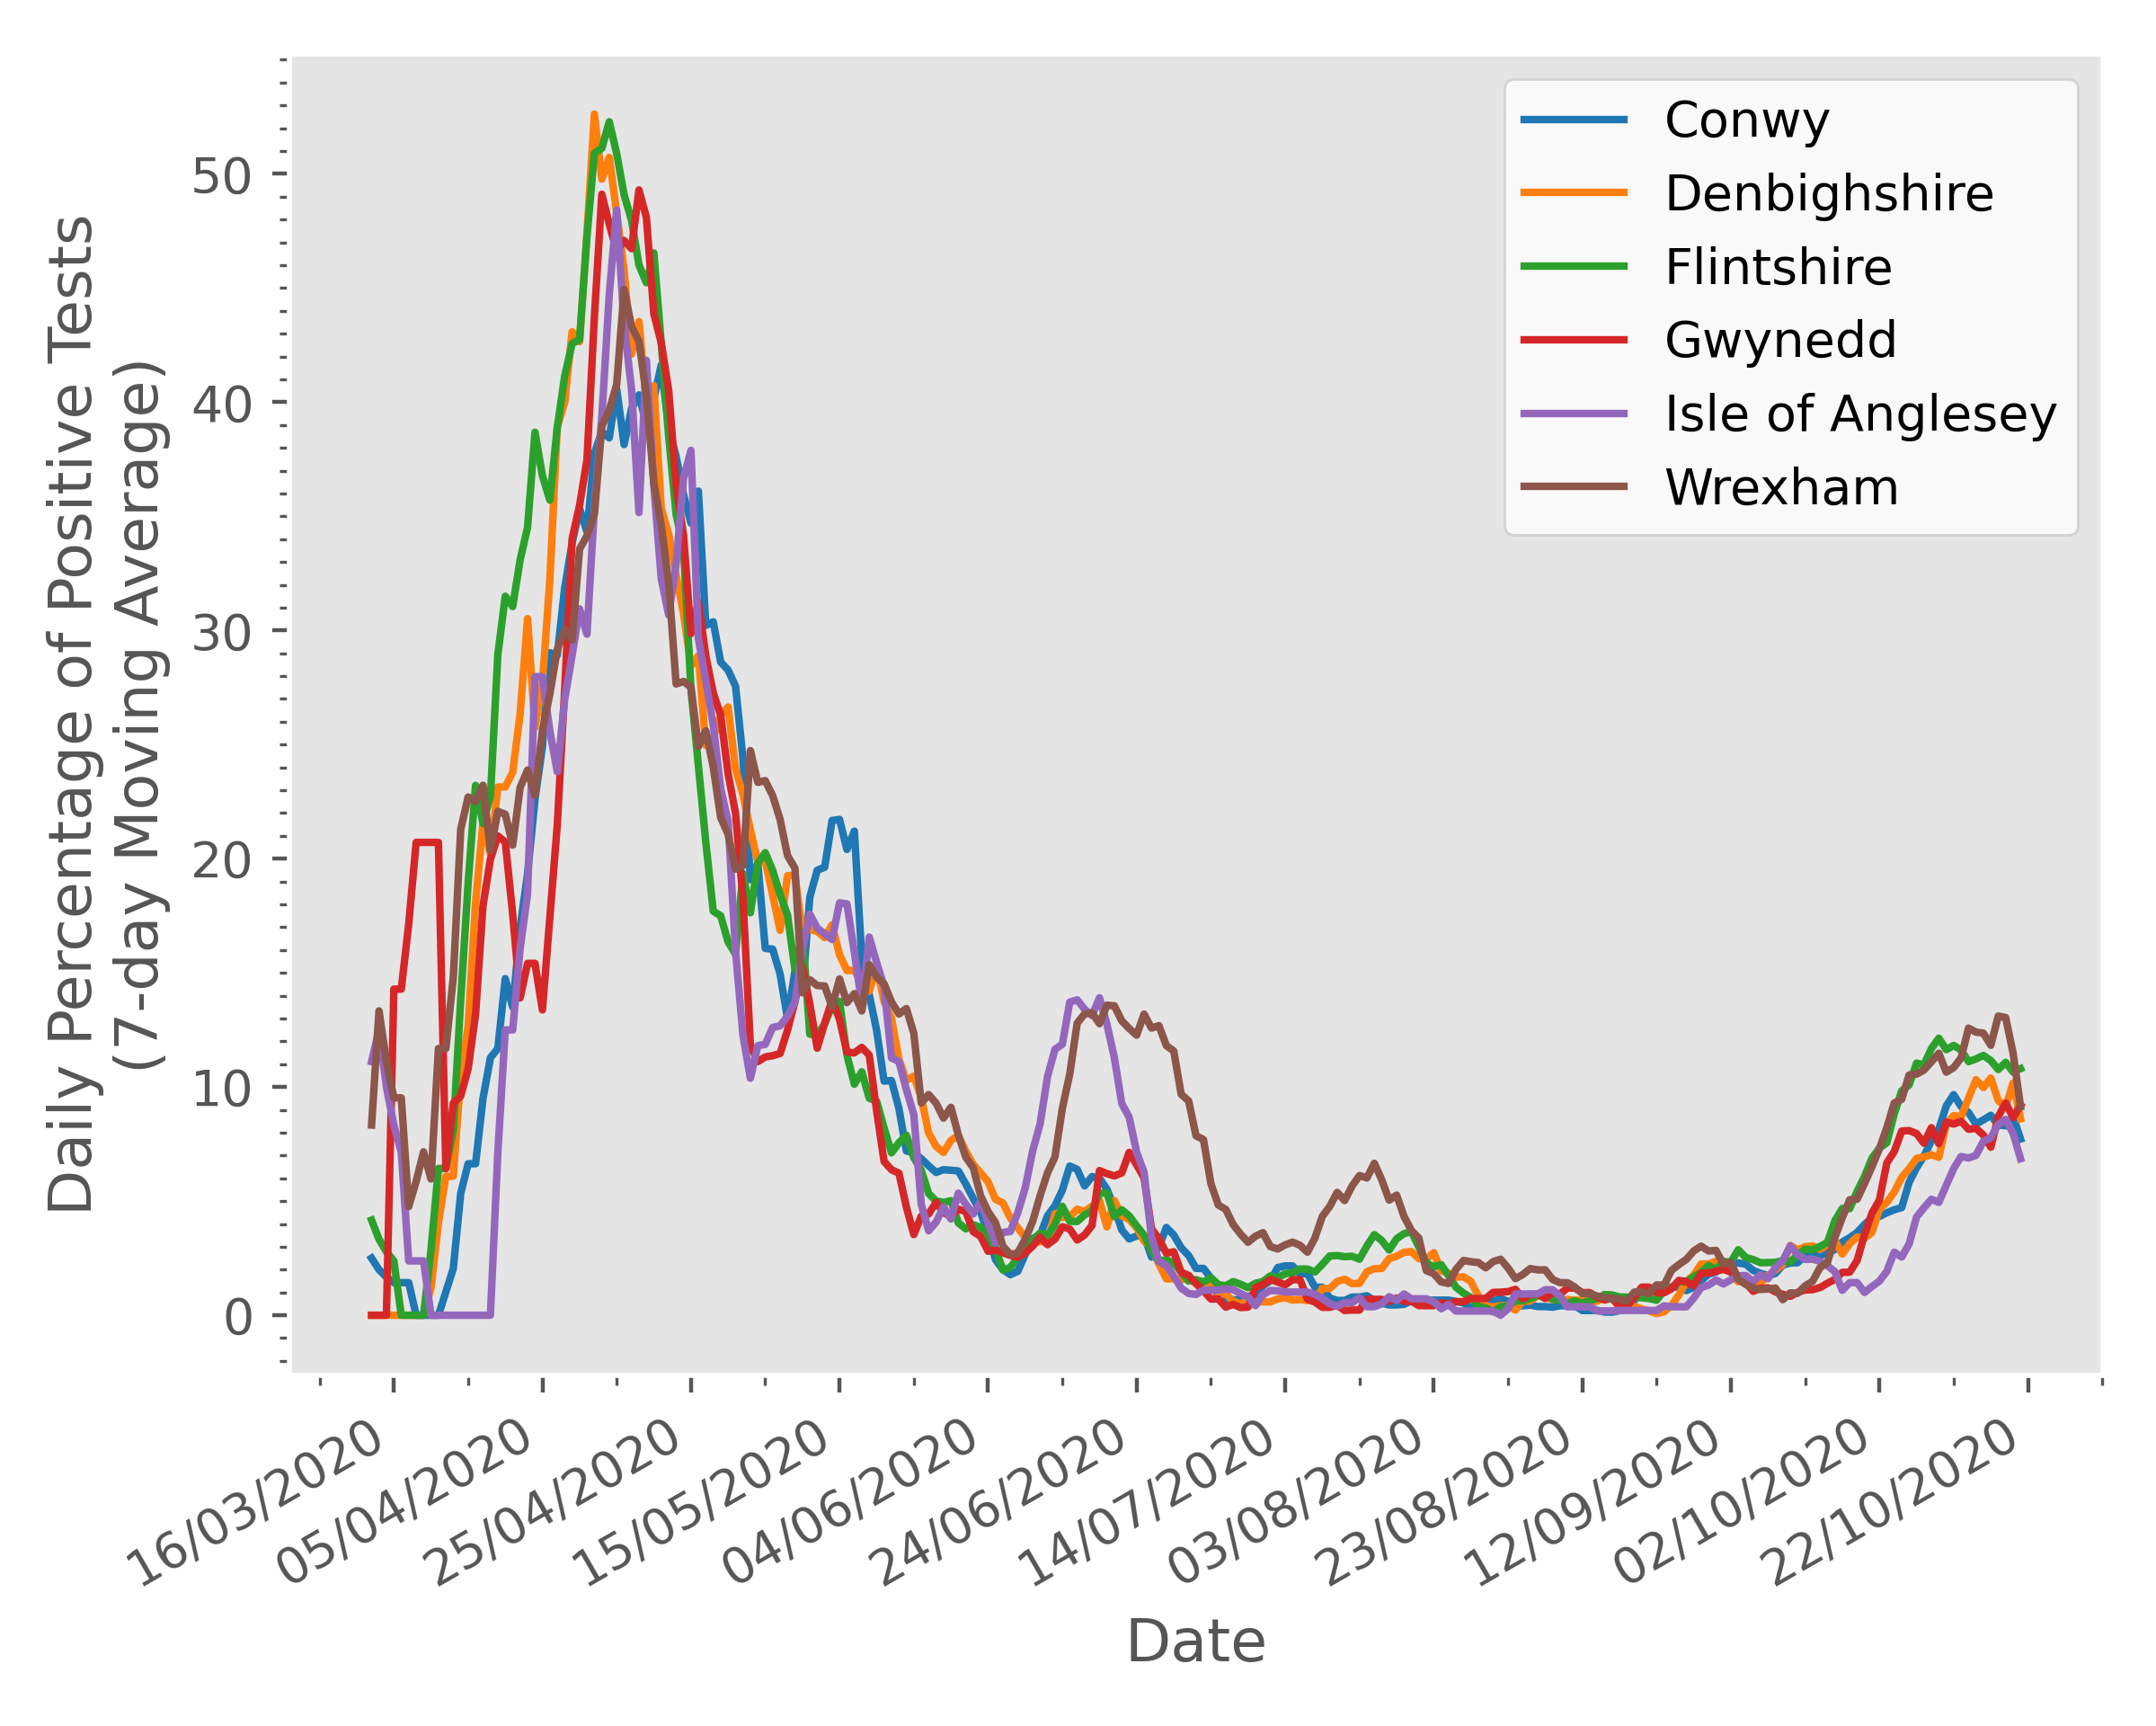 Daily Percentage of Positive Tests
(7-day Moving Average)
50
40
30
20
10
0
Conwy
Denbighshire
Flintshire
Gwynedd
Isle of Anglesey
Wrexham
16/03/2020
05/04/2020
25/04/2020
15/05/2020
04/06/2020
24/06/2020
14/07/2020
03/08/2020
23/08/2020
12/09/2020
02/10/2020
22/10/2020
Date